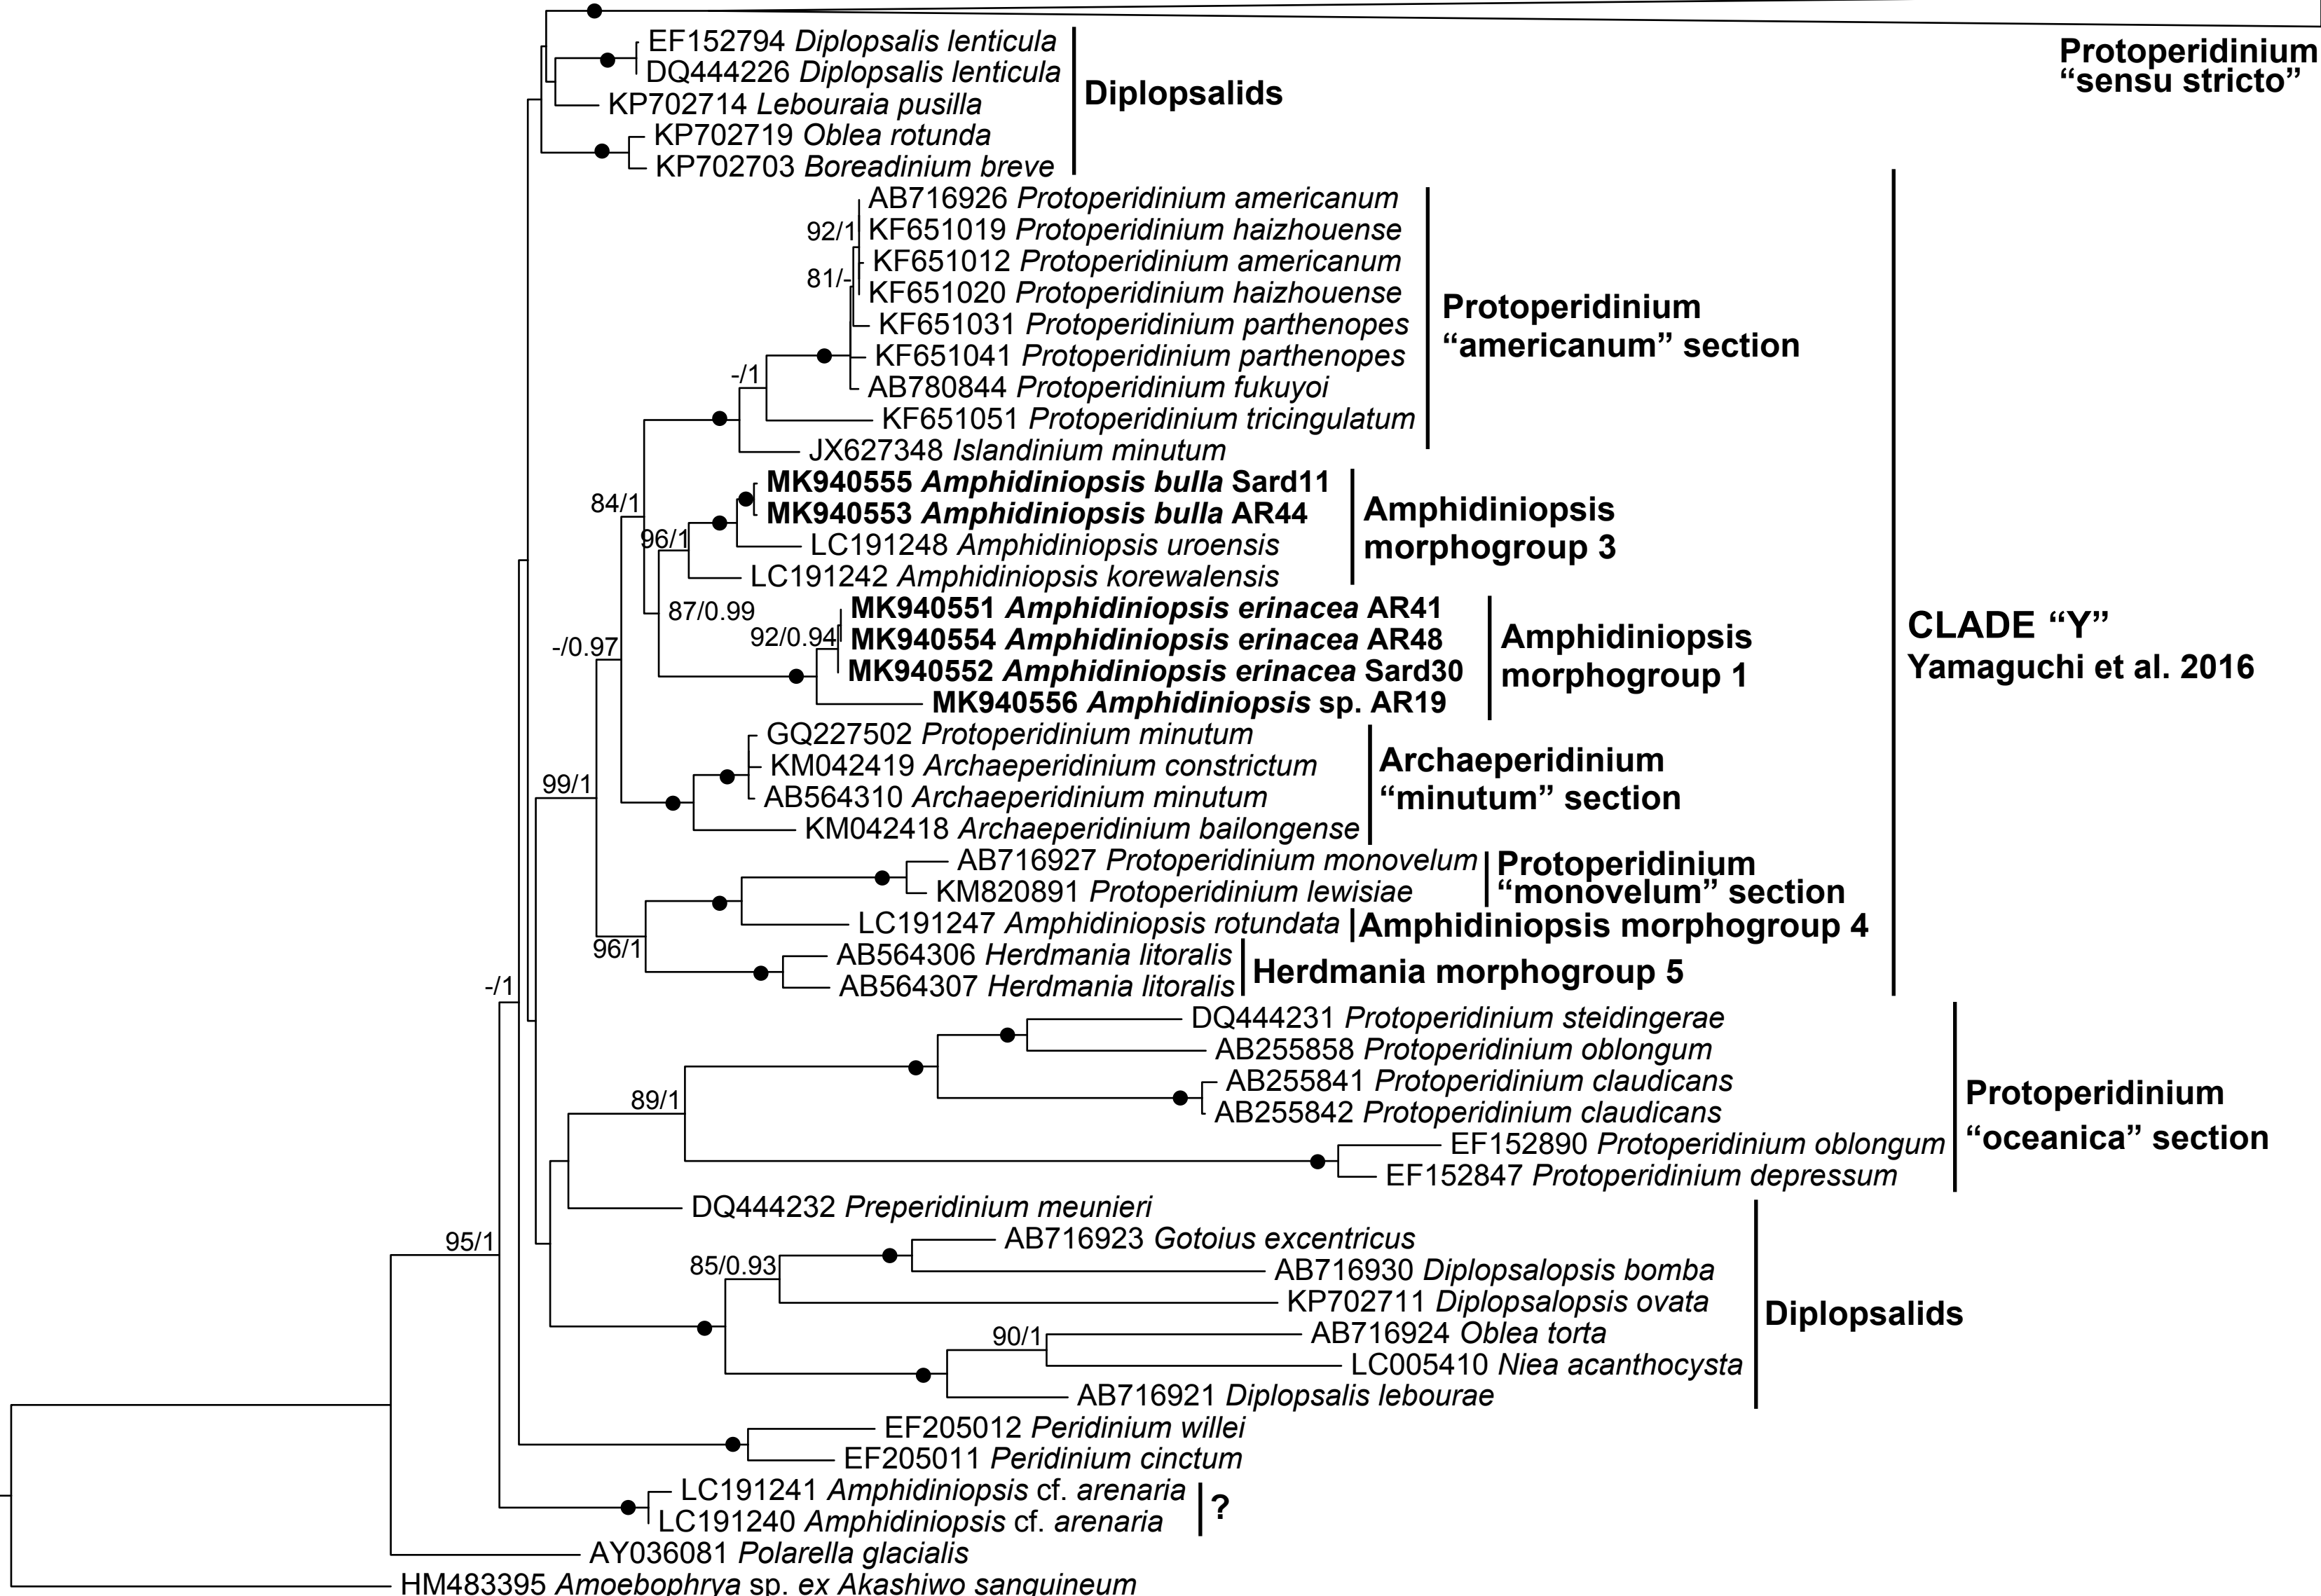 Protoperidinium
“sensu stricto”
EF152794 Diplopsalis lenticula
DQ444226 Diplopsalis lenticula
KP702714 Lebouraia pusilla
KP702719 Oblea rotunda
KP702703 Boreadinium breve
Diplopsalids
AB716926 Protoperidinium americanum
92/1
KF651019 Protoperidinium haizhouense
KF651012 Protoperidinium americanum
81/-
KF651020 Protoperidinium haizhouense
KF651031 Protoperidinium parthenopes
KF651041 Protoperidinium parthenopes
-/1
AB780844 Protoperidinium fukuyoi
KF651051 Protoperidinium tricingulatum
JX627348 Islandinium minutum
Protoperidinium
“americanum” section
84/1
MK940555 Amphidiniopsis bulla Sard11
MK940553 Amphidiniopsis bulla AR44
96/1
LC191248 Amphidiniopsis uroensis
LC191242 Amphidiniopsis korewalensis
Amphidiniopsis
morphogroup 3
87/0.99
MK940551 Amphidiniopsis erinacea AR41
92/0.94
MK940554 Amphidiniopsis erinacea AR48
MK940552 Amphidiniopsis erinacea Sard30
MK940556 Amphidiniopsis sp. AR19
Amphidiniopsis
morphogroup 1
CLADE “Y”
Yamaguchi et al. 2016
-/0.97
GQ227502 Protoperidinium minutum
KM042419 Archaeperidinium constrictum
AB564310 Archaeperidinium minutum
KM042418 Archaeperidinium bailongense
Archaeperidinium
“minutum” section
99/1
AB716927 Protoperidinium monovelum
KM820891 Protoperidinium lewisiae
Protoperidinium
“monovelum” section
LC191247 Amphidiniopsis rotundata
Amphidiniopsis morphogroup 4
96/1
AB564306 Herdmania litoralis
AB564307 Herdmania litoralis
Herdmania morphogroup 5
-/1
DQ444231 Protoperidinium steidingerae
AB255858 Protoperidinium oblongum
AB255841 Protoperidinium claudicans
AB255842 Protoperidinium claudicans
89/1
EF152890 Protoperidinium oblongum
EF152847 Protoperidinium depressum
Protoperidinium
“oceanica” section
DQ444232 Preperidinium meunieri
95/1
AB716923 Gotoius excentricus
85/0.93
AB716930 Diplopsalopsis bomba
KP702711 Diplopsalopsis ovata
90/1
AB716924 Oblea torta
LC005410 Niea acanthocysta
AB716921 Diplopsalis lebourae
Diplopsalids
EF205012 Peridinium willei
EF205011 Peridinium cinctum
LC191241 Amphidiniopsis cf. arenaria
LC191240 Amphidiniopsis cf. arenaria
?
AY036081 Polarella glacialis
HM483395 Amoebophrya sp. ex Akashiwo sanguineum